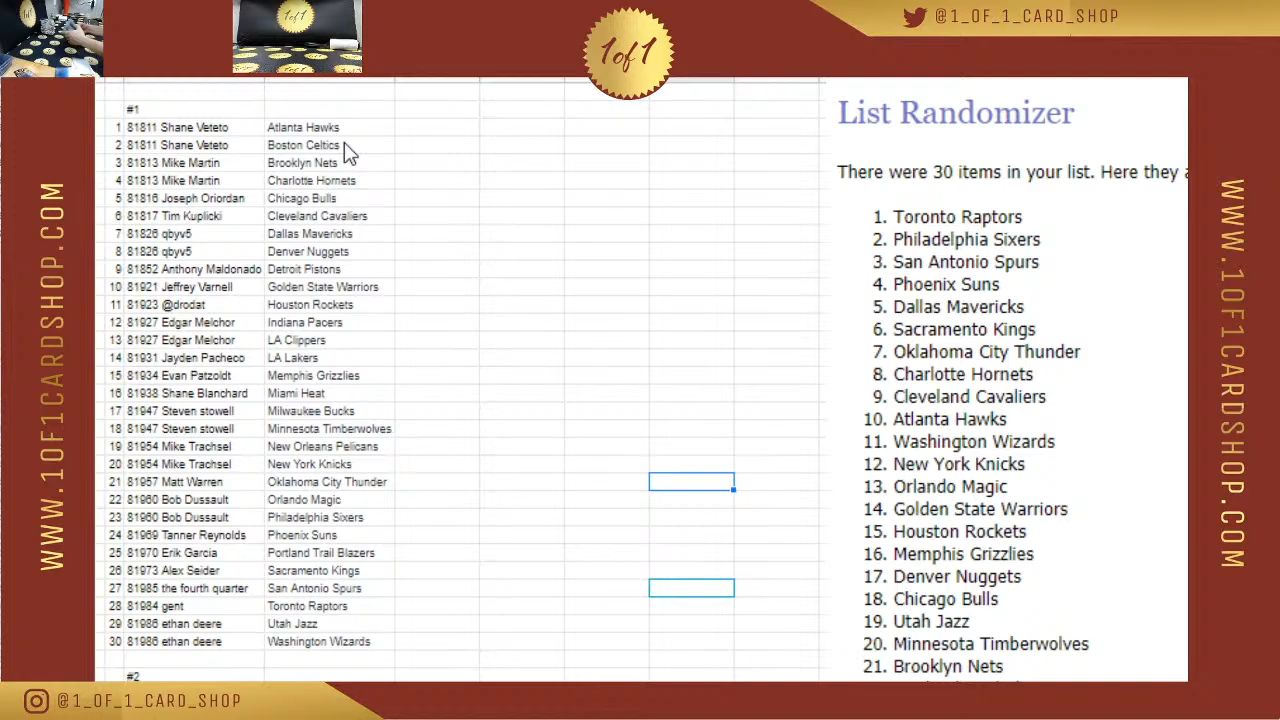 1of1
@1_OF_1_CARD_SHOP
WWW.1OF1CARDSHOP.COM
#1
1 81811 Shane Veteto Atlanta Hawks
2 81811 Shane Veteto Boston Celtics
3 81813 Mike Martin Brooklyn Nets
4 81813 Mike Martin Charlotte Hornets
5 81816 Joseph Oriordan Chicago Bulls
6 81817 Tim Kuplicki Cleveland Cavaliers
7 81826 qbyv5 Dallas Mavericks
8 81826 qbyv5 Denver Nuggets
9 81852 Anthony Maldonado Detroit Pistons
10 81921 Jeffrey Varnell Golden State Warriors
11 81923 @drodat Houston Rockets
12 81927 Edgar Melchor Indiana Pacers
13 81927 Edgar Melchor LA Clippers
14 81931 Jayden Pacheco LA Lakers
15 81934 Evan Patzoldt Memphis Grizzlies
16 81938 Shane Blanchard Miami Heat
17 81947 Steven stowell Milwaukee Bucks
18 81947 Steven stowell Minnesota Timberwolves
19 81954 Mike Trachsel New Orleans Pelicans
20 81954 Mike Trachsel New York Knicks
21 81957 Matt Warren Oklahoma City Thunder
22 81960 Bob Dussault Orlando Magic
23 81960 Bob Dussault Philadelphia Sixers
24 81969 Tanner Reynolds Phoenix Suns
25 81970 Erik Garcia Portland Trail Blazers
26 81973 Alex Seider Sacramento Kings
27 81985 the fourth quarter San Antonio Spurs
28 81984 gent Toronto Raptors
29 81986 ethan deere Utah Jazz
30 81986 ethan deere Washington Wizards
#2
List Randomizer
There were 30 items in your list. Here they
1. Toronto Raptors
2. Philadelphia Sixers
3. San Antonio Spurs
4. Phoenix Suns
5. Dallas Mavericks
6. Sacramento Kings
7. Oklahoma City Thunder
8. Charlotte Hornets
9. Cleveland Cavaliers
10. Atlanta Hawks
11. Washington Wizards
12. New York Knicks
13. Orlando Magic
14. Golden State Warriors
15. Houston Rockets
16. Memphis Grizzlies
17. Denver Nuggets
18. Chicago Bulls
19. Utah Jazz
20. Minnesota Timberwolves
21. Brooklyn Nets
WWW.1OF1CARDSHOP.COM
@1_OF_1_CARD_SHOP